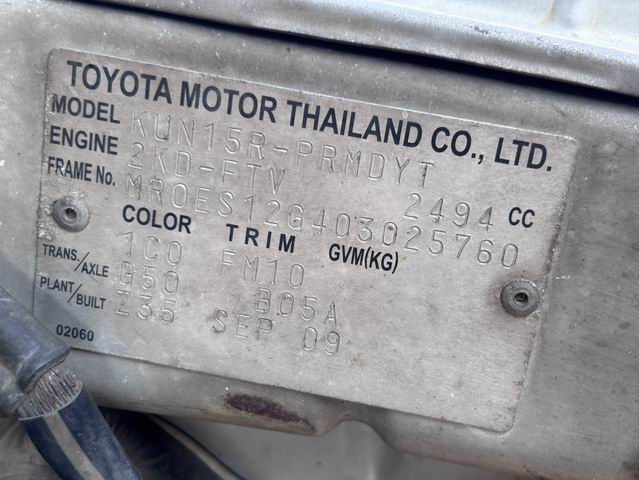 TOYOTA MOTOR THAILAND CO., LTD.
MODEL KUN15R-PRMDYT
ENGINE 2KD-FTV 2494 CC
FRAME No. MR0ES12G403025760
COLOR TRIM GVM(KG)
1C0 FM10
TRANS/AXLE G50 B05A
PLANT/BUILT Z35 SEP 09
02060